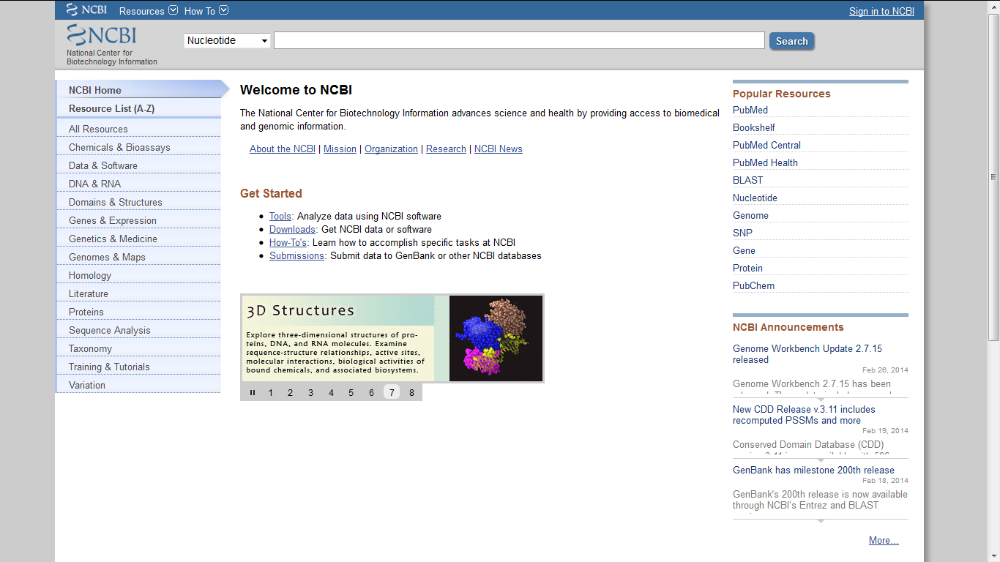 NCBI Resources How To Sign in to NCBI
NCBI
National Center for
Biotechnology Information
Nucleotide Search
NCBI Home
Resource List (A-Z)
All Resources
Chemicals & Bioassays
Data & Software
DNA & RNA
Domains & Structures
Genes & Expression
Genetics & Medicine
Genomes & Maps
Homology
Literature
Proteins
Sequence Analysis
Taxonomy
Training & Tutorials
Variation
Welcome to NCBI
The National Center for Biotechnology Information advances science and health by providing access to biomedical
and genomic information.
About the NCBI | Mission | Organization | Research | NCBI News
Get Started
Tools: Analyze data using NCBI software
Downloads: Get NCBI data or software
How-To's: Learn how to accomplish specific tasks at NCBI
Submissions: Submit data to GenBank or other NCBI databases
3D Structures
Explore three-dimensional structures of pro-
teins, DNA, and RNA molecules. Examine
sequence-structure relationships, active sites,
molecular interactions, biological activities of
bound chemicals, and associated biosystems.
1 2 3 4 5 6 7 8
Popular Resources
PubMed
Bookshelf
PubMed Central
PubMed Health
BLAST
Nucleotide
Genome
SNP
Gene
Protein
PubChem
NCBI Announcements
Genome Workbench Update 2.7.15
released
Feb 26, 2014
Genome Workbench 2.7.15 has been
New CDD Release v.3.11 includes
recomputed PSSMs and more
Feb 19, 2014
Conserved Domain Database (CDD)
GenBank has milestone 200th release
Feb 18, 2014
GenBank's 200th release is now available
through NCBI's Entrez and BLAST
More...